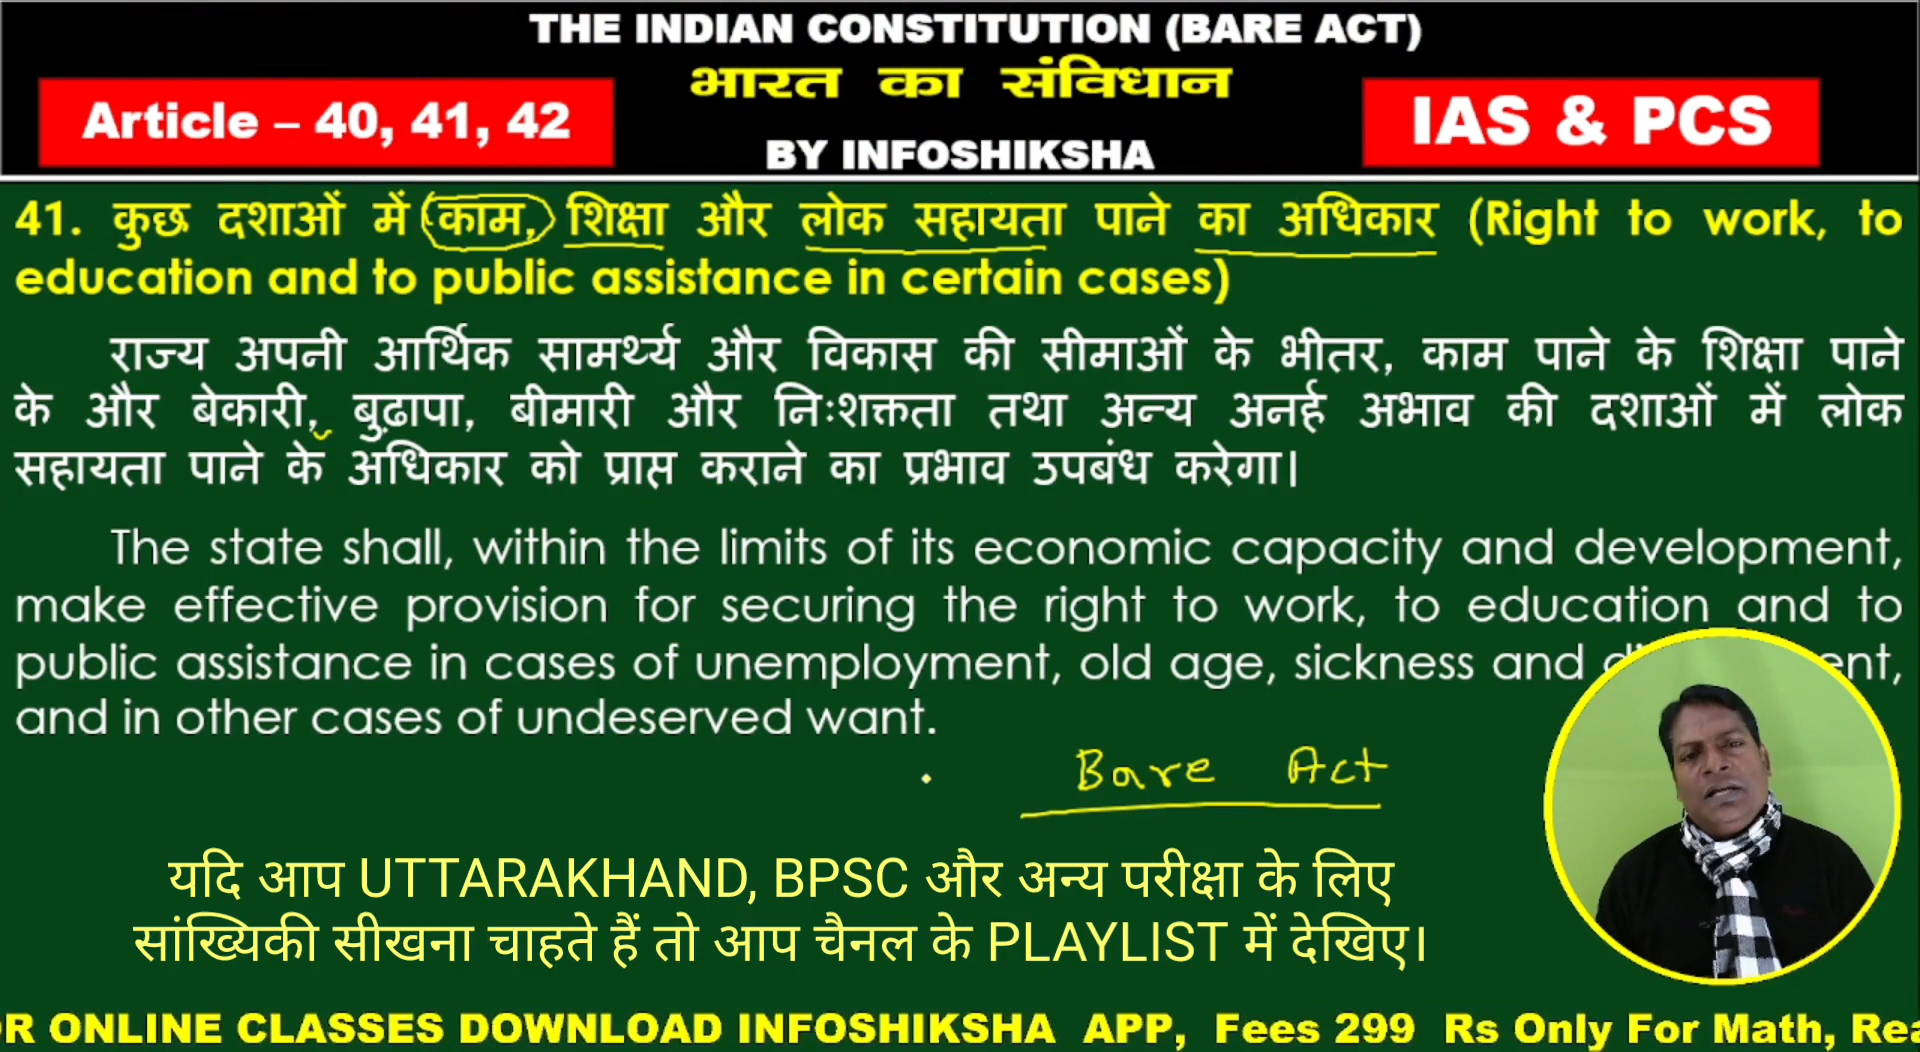 THE INDIAN CONSTITUTION (BARE ACT)
भारत का संविधान
Article – 40, 41, 42
IAS & PCS
BY INFOSHIKSHA
41. कुछ दशाओं में काम, शिक्षा और लोक सहायता पाने का अधिकार (Right to work, to
education and to public assistance in certain cases)
राज्य अपनी आर्थिक सामर्थ्य और विकास की सीमाओं के भीतर, काम पाने के शिक्षा पाने
के और बेकारी, बुढ़ापा, बीमारी और निःशक्तता तथा अन्य अनर्ह अभाव की दशाओं में लोक
सहायता पाने के अधिकार को प्राप्त कराने का प्रभाव उपबंध करेगा।
The state shall, within the limits of its economic capacity and development,
make effective provision for securing the right to work, to education and to
public assistance in cases of unemployment, old age, sickness and
and in other cases of undeserved want.
Bare Act
यदि आप UTTARAKHAND, BPSC और अन्य परीक्षा के लिए
सांख्यिकी सीखना चाहते हैं तो आप चैनल के PLAYLIST में देखिए।
ONLINE CLASSES DOWNLOAD INFOSHIKSHA APP, Fees 299 Rs Only For Math,